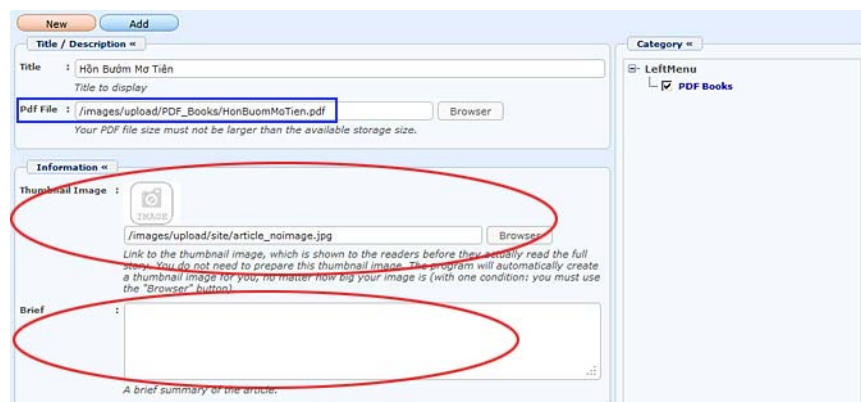 New Add
Title / Description «
Title : Hồn Bướm Mơ Tiên
Title to display
Pdf File : /images/upload/PDF_Books/HonBuomMoTien.pdf Browser
Your PDF file size must not be larger than the available storage size.
Information «
Thumbnail Image :
IMAGE
/images/upload/site/article_noimage.jpg Browser
Link to the thumbnail image, which is shown to the readers before they actually read the full
story. You do not need to prepare this thumbnail image. The program will automatically create
a thumbnail image for you, no matter how big your image is (with one condition: you must use
the "Browser" button).
Brief :
A brief summary of the article.
Category «
LeftMenu
PDF Books